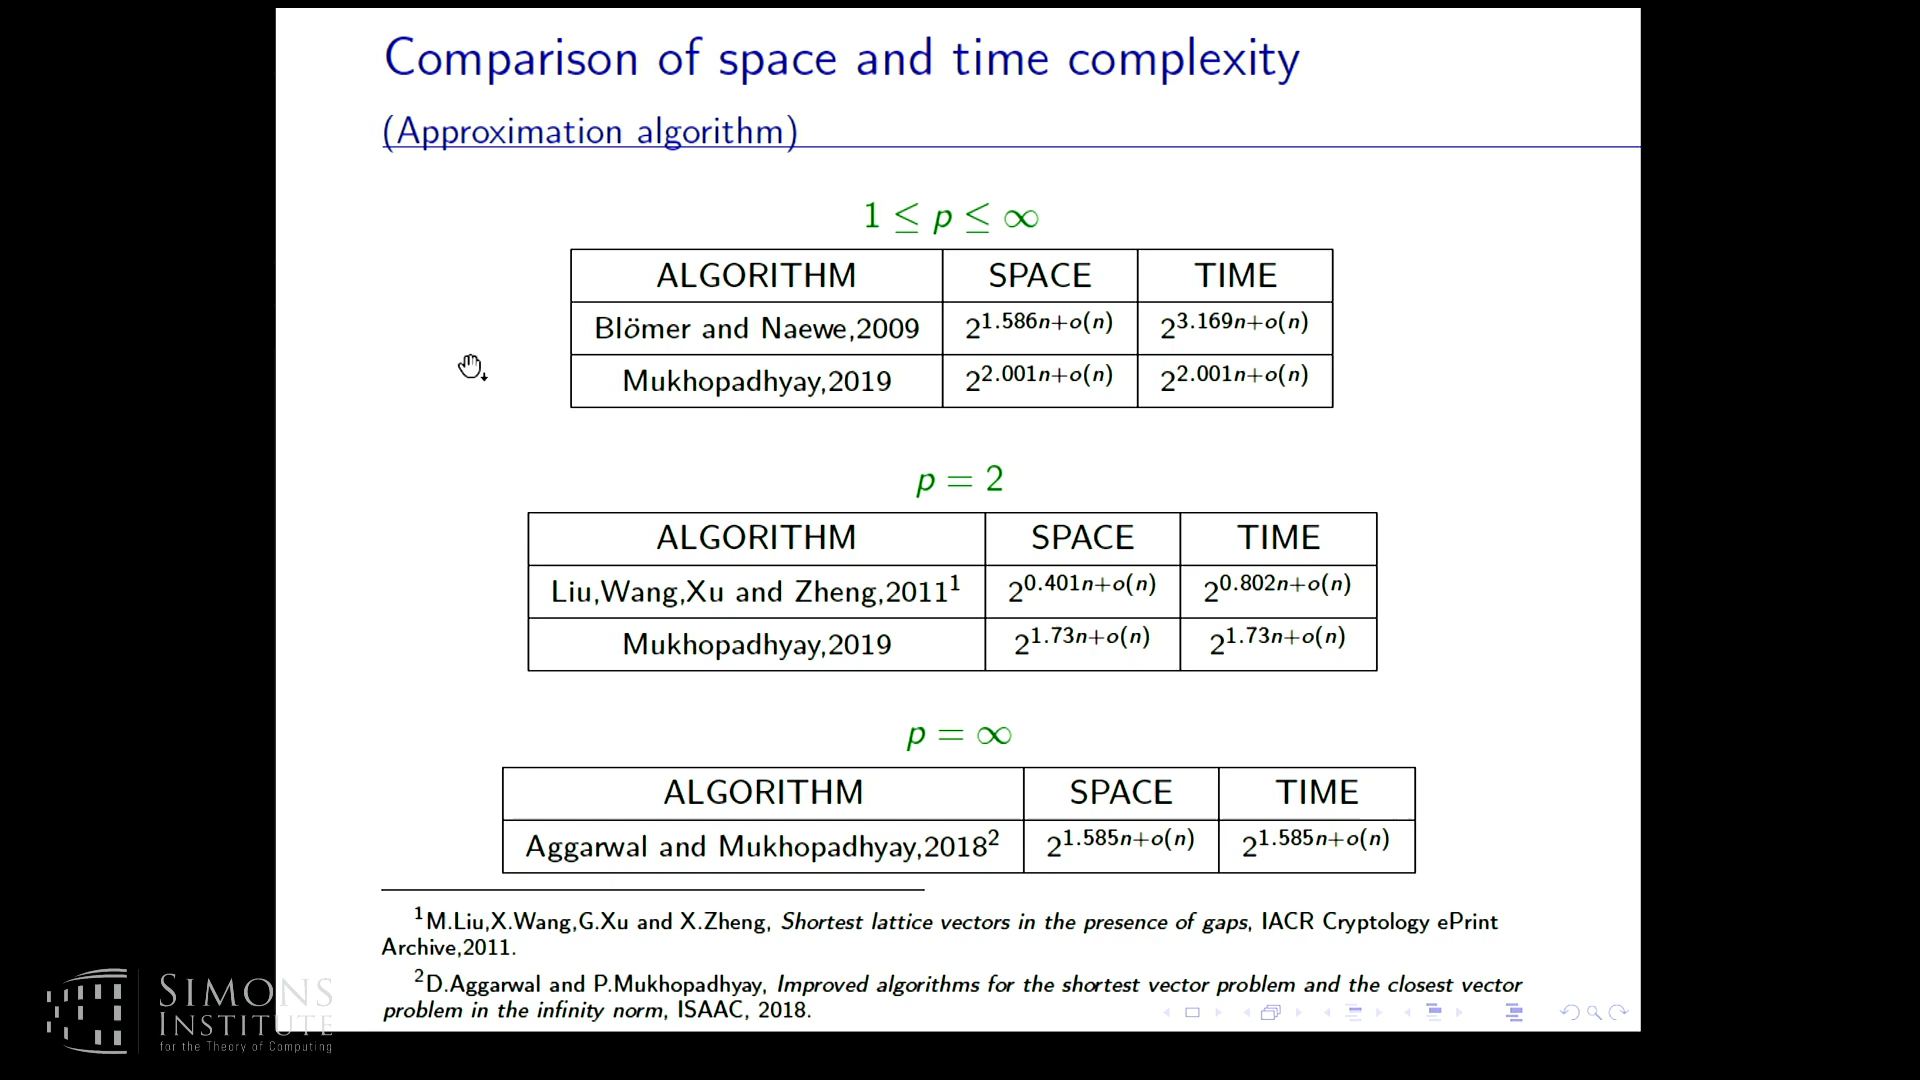 Comparison of space and time complexity
(Approximation algorithm)
1 ≤ p ≤ ∞
ALGORITHM SPACE TIME
Blömer and Naewe,2009 2^{1.586n+o(n)} 2^{3.169n+o(n)}
Mukhopadhyay,2019 2^{2.001n+o(n)} 2^{2.001n+o(n)}
p = 2
ALGORITHM SPACE TIME
Liu,Wang,Xu and Zheng,2011^1 2^{0.401n+o(n)} 2^{0.802n+o(n)}
Mukhopadhyay,2019 2^{1.73n+o(n)} 2^{1.73n+o(n)}
p = ∞
ALGORITHM SPACE TIME
Aggarwal and Mukhopadhyay,2018^2 2^{1.585n+o(n)} 2^{1.585n+o(n)}
^1M.Liu,X.Wang,G.Xu and X.Zheng, Shortest lattice vectors in the presence of gaps, IACR Cryptology ePrint
Archive,2011.
^2D.Aggarwal and P.Mukhopadhyay, Improved algorithms for the shortest vector problem and the closest vector
problem in the infinity norm, ISAAC, 2018.
SIMONS
INSTITUTE
for the Theory of Computing